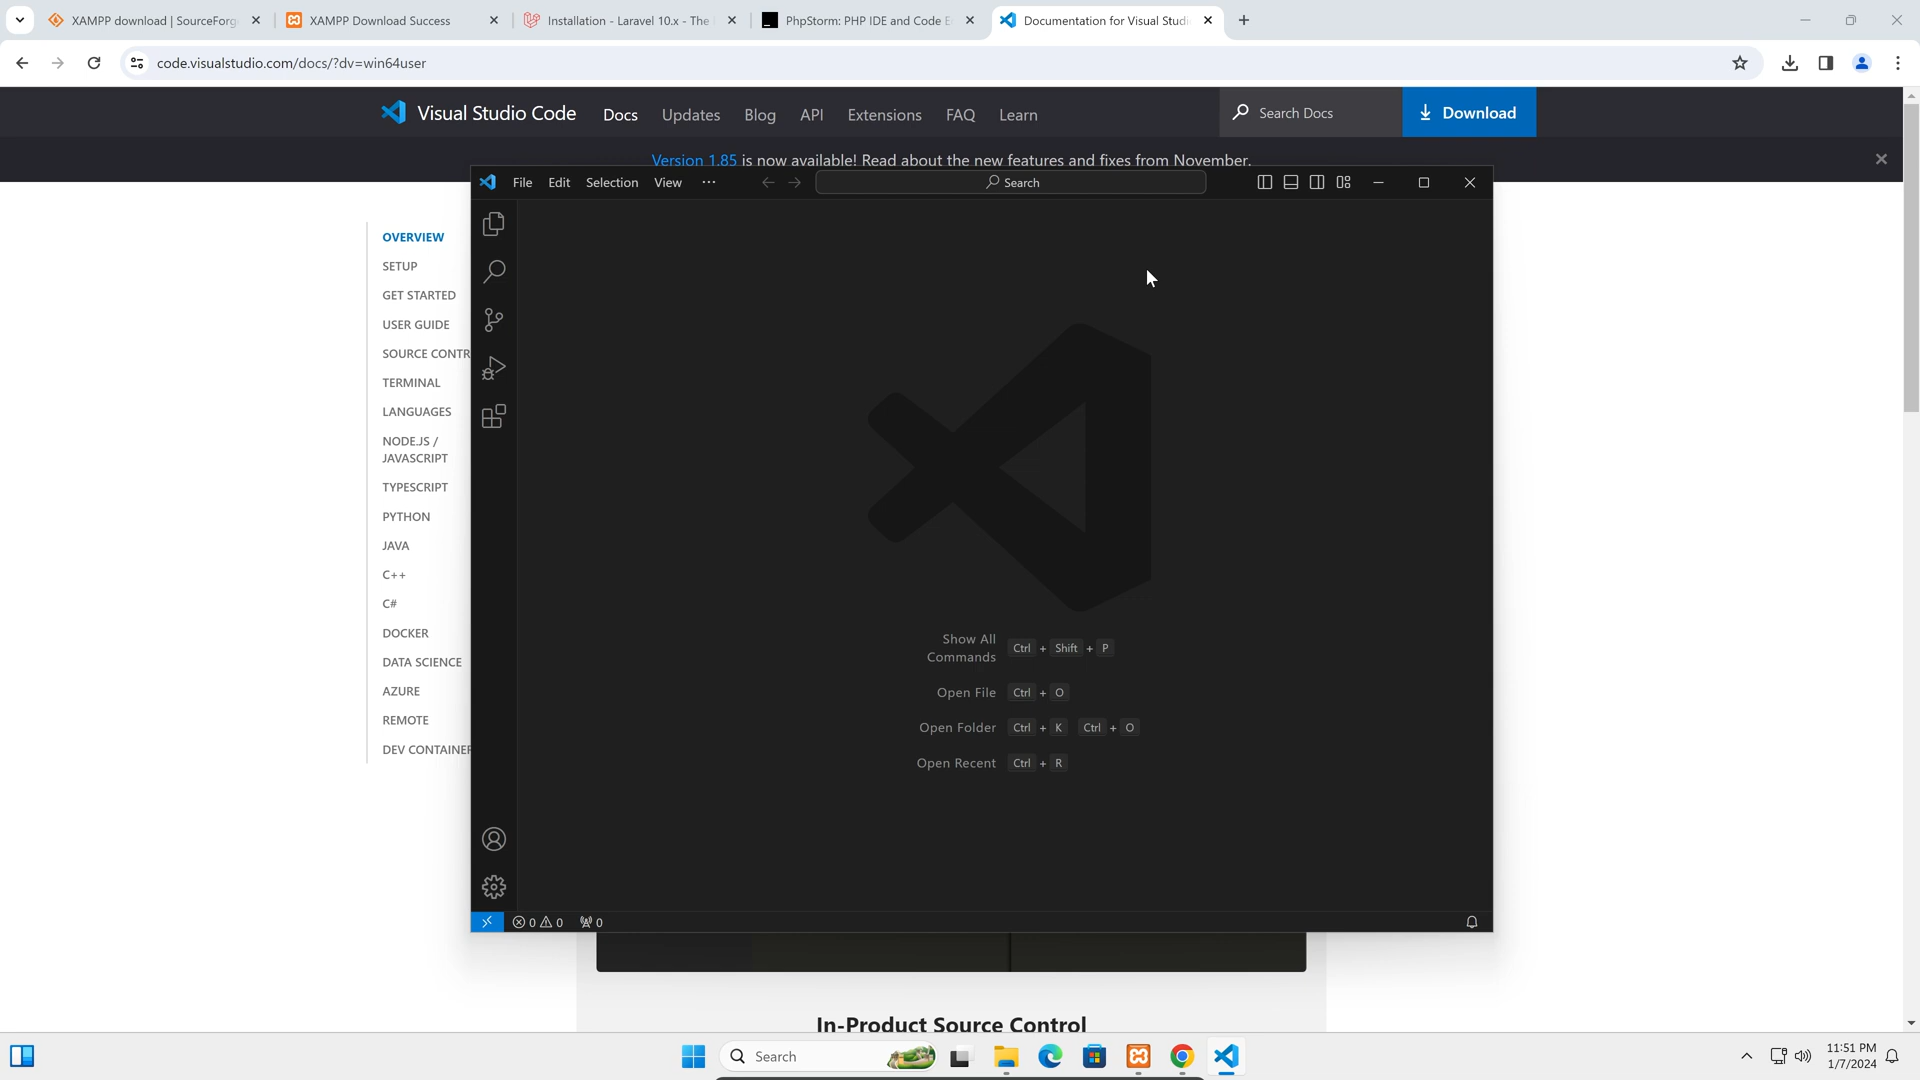 XAMPP download | SourceForge
XAMPP Download Success
Installation - Laravel 10.x - The
PhpStorm: PHP IDE and Code E
Documentation for Visual Studi
code.visualstudio.com/docs/?dv=win64user
Visual Studio Code
Docs
Updates
Blog
API
Extensions
FAQ
Learn
Search Docs
Download
Version 1.85 is now available! Read about the new features and fixes from November.
File
Edit
Selection
View
Search
OVERVIEW
SETUP
GET STARTED
USER GUIDE
SOURCE CONTR
TERMINAL
LANGUAGES
NODE.JS /
JAVASCRIPT
TYPESCRIPT
PYTHON
JAVA
C++
C#
DOCKER
DATA SCIENCE
AZURE
REMOTE
DEV CONTAINER
Show All
Commands
Ctrl + Shift + P
Open File Ctrl + O
Open Folder Ctrl + K Ctrl + O
Open Recent Ctrl + R
0 0 0
In-Product Source Control
Search
11:51 PM
1/7/2024